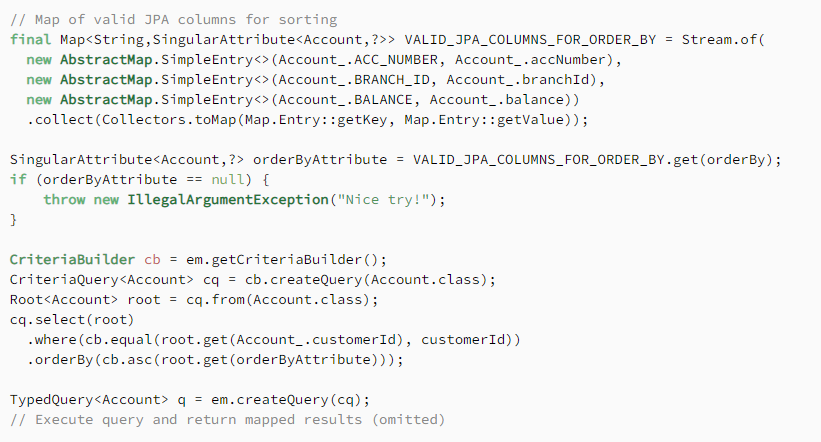 // Map of valid JPA columns for sorting
final Map<String,SingularAttribute<Account,?>> VALID_JPA_COLUMNS_FOR_ORDER_BY = Stream.of(
  new AbstractMap.SimpleEntry<>(Account_.ACC_NUMBER, Account_.accNumber),
  new AbstractMap.SimpleEntry<>(Account_.BRANCH_ID, Account_.branchId),
  new AbstractMap.SimpleEntry<>(Account_.BALANCE, Account_.balance))
  .collect(Collectors.toMap(Map.Entry::getKey, Map.Entry::getValue));

SingularAttribute<Account,?> orderByAttribute = VALID_JPA_COLUMNS_FOR_ORDER_BY.get(orderBy);
if (orderByAttribute == null) {
    throw new IllegalArgumentException("Nice try!");
}

CriteriaBuilder cb = em.getCriteriaBuilder();
CriteriaQuery<Account> cq = cb.createQuery(Account.class);
Root<Account> root = cq.from(Account.class);
cq.select(root)
  .where(cb.equal(root.get(Account_.customerId), customerId))
  .orderBy(cb.asc(root.get(orderByAttribute)));

TypedQuery<Account> q = em.createQuery(cq);
// Execute query and return mapped results (omitted)